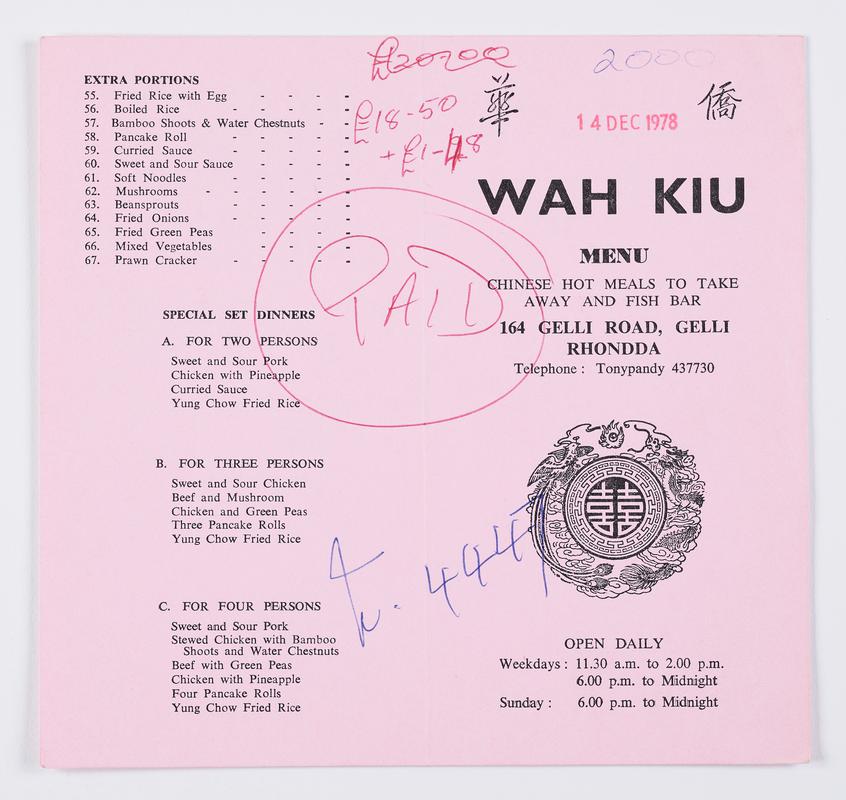 EXTRA PORTIONS
55. Fried Rice with Egg - - - -
56. Boiled Rice - - - - -
57. Bamboo Shoots & Water Chestnuts - -
58. Pancake Roll - - - - -
59. Curried Sauce - - - - -
60. Sweet and Sour Sauce - - - -
61. Soft Noodles - - - - -
62. Mushrooms - - - - - -
63. Beansprouts - - - - -
64. Fried Onions - - - - -
65. Fried Green Peas - - - -
66. Mixed Vegetables - - - -
67. Prawn Cracker - - - - -
SPECIAL SET DINNERS
A. FOR TWO PERSONS
Sweet and Sour Pork
Chicken with Pineapple
Curried Sauce
Yung Chow Fried Rice
B. FOR THREE PERSONS
Sweet and Sour Chicken
Beef and Mushroom
Chicken and Green Peas
Three Pancake Rolls
Yung Chow Fried Rice
C. FOR FOUR PERSONS
Sweet and Sour Pork
Stewed Chicken with Bamboo
Shoots and Water Chestnuts
Beef with Green Peas
Chicken with Pineapple
Four Pancake Rolls
Yung Chow Fried Rice
£18-50
+£1-48
PAID
2000
華 僑
14 DEC 1978
WAH KIU
MENU
CHINESE HOT MEALS TO TAKE
AWAY AND FISH BAR
164 GELLI ROAD, GELLI
RHONDDA
Telephone : Tonypandy 437730
OPEN DAILY
Weekdays : 11.30 a.m. to 2.00 p.m.
6.00 p.m. to Midnight
Sunday : 6.00 p.m. to Midnight